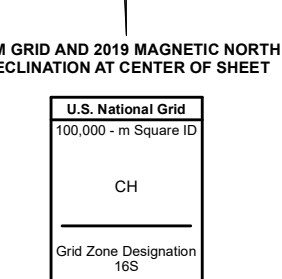 M GRID AND 2019 MAGNETIC NORTH
ECLINATION AT CENTER OF SHEET
U.S. National Grid
100,000 - m Square ID
CH
Grid Zone Designation
16S